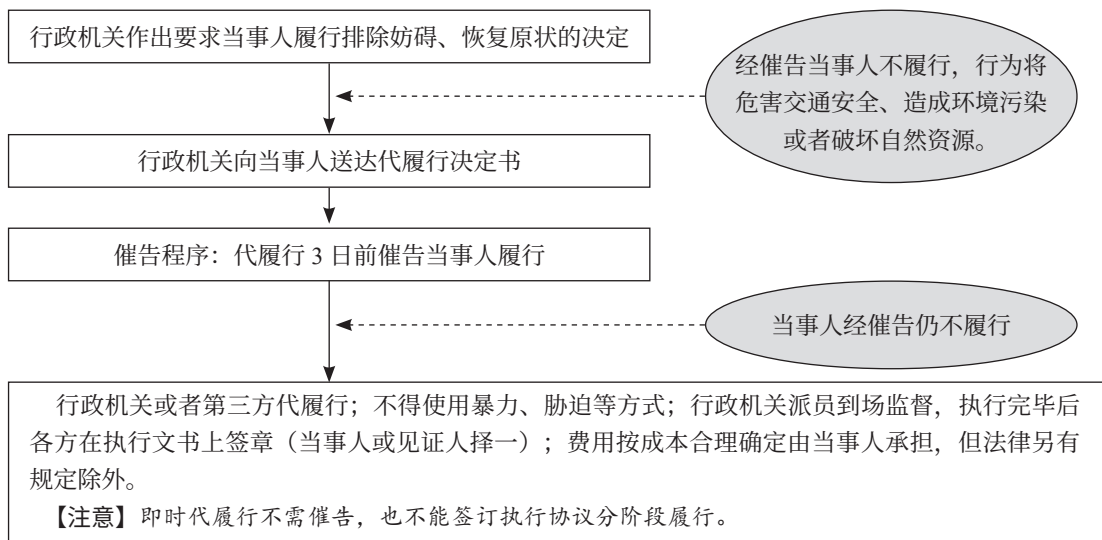 行政机关作出要求当事人履行排除妨碍、恢复原状的决定
经催告当事人不履行，行为将
危害交通安全、造成环境污染
或者破坏自然资源。
行政机关向当事人送达代履行决定书
催告程序：代履行 3 日前催告当事人履行
当事人经催告仍不履行
行政机关或者第三方代履行；不得使用暴力、胁迫等方式；行政机关派员到场监督，执行完毕后
各方在执行文书上签章（当事人或见证人择一）；费用按成本合理确定由当事人承担，但法律另有
规定除外。
【注意】即时代履行不需催告，也不能签订执行协议分阶段履行。